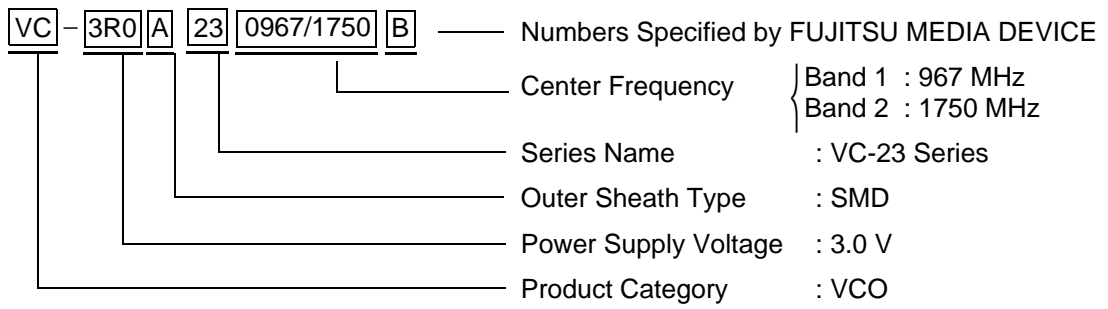 VC – 3R0 A 23 0967/1750 B Numbers Specified by FUJITSU MEDIA DEVICE
Center Frequency Band 1 : 967 MHz
Band 2 : 1750 MHz
Series Name : VC-23 Series
Outer Sheath Type : SMD
Power Supply Voltage : 3.0 V
Product Category : VCO